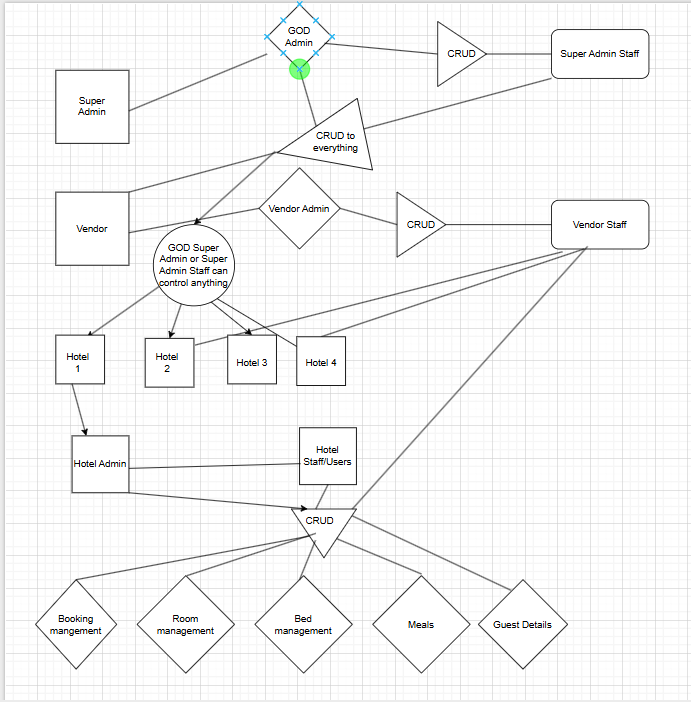 GOD
Admin
CRUD
Super Admin Staff
Super
Admin
CRUD to
everything
Vendor
Vendor Admin
CRUD
Vendor Staff
GOD Super
Admin or Super
Admin Staff can
control anything
Hotel
1
Hotel
2
Hotel 3
Hotel 4
Hotel Admin
Hotel
Staff/Users
CRUD
Booking
mangement
Room
management
Bed
management
Meals
Guest Details